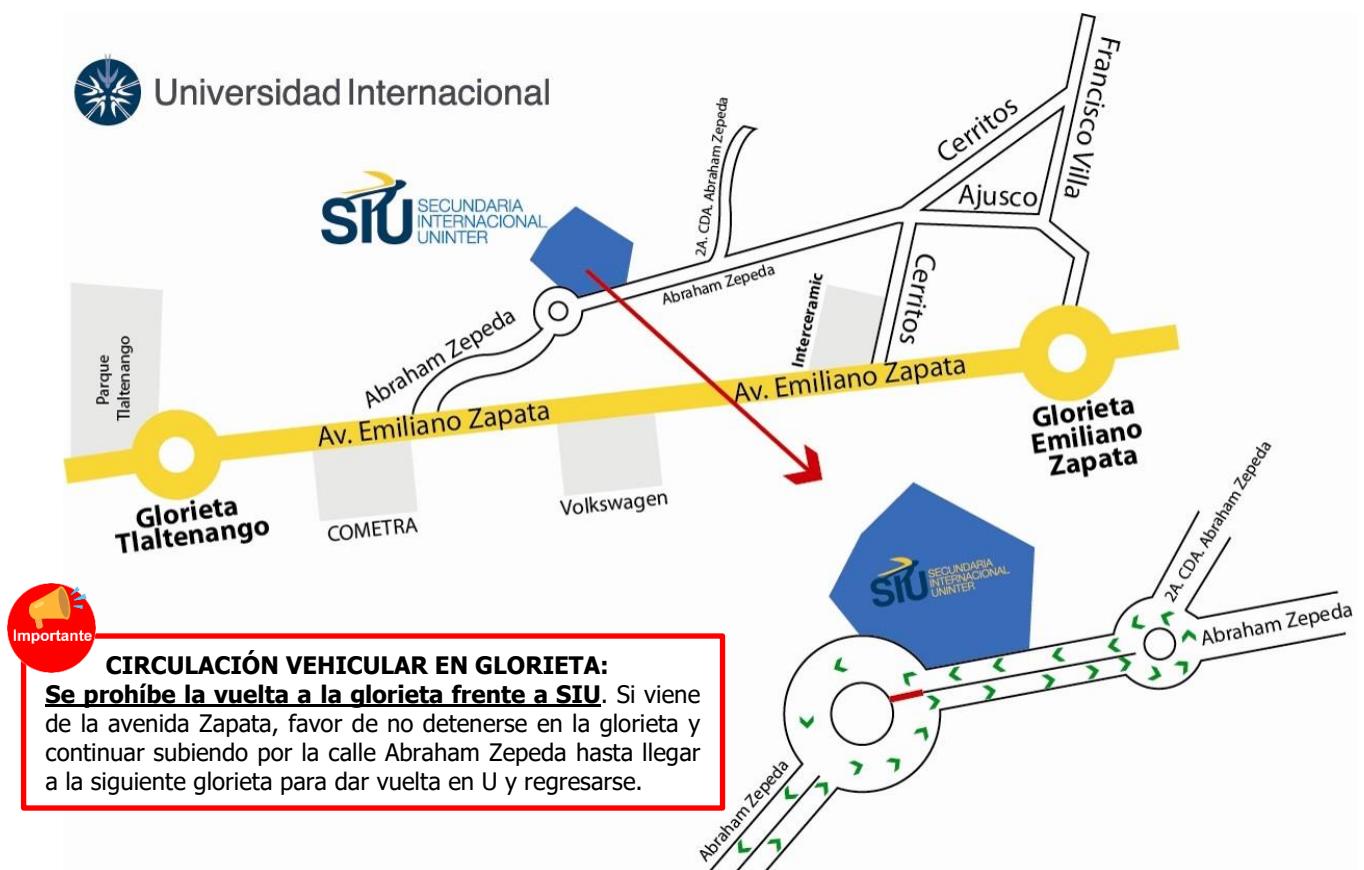 Universidad Internacional
SIU
SECUNDARIA
INTERNACIONAL
UNINTER
2A. CDA. Abraham Zepeda
Cerritos
Francisco Villa
Ajusco
Abraham Zepeda
Cerritos
Interceramic
Abraham Zepeda
Parque
Tlaltenango
Av. Emiliano Zapata
Av. Emiliano Zapata
Glorieta
Emiliano
Zapata
Glorieta
Tlaltenango
COMETRA
Volkswagen
SIU
SECUNDARIA
INTERNACIONAL
UNINTER
2A. CDA. Abraham Zepeda
Abraham Zepeda
Abraham Zepeda
Importante
CIRCULACIÓN VEHICULAR EN GLORIETA:
Se prohíbe la vuelta a la glorieta frente a SIU. Si viene
de la avenida Zapata, favor de no detenerse en la glorieta y
continuar subiendo por la calle Abraham Zepeda hasta llegar
a la siguiente glorieta para dar vuelta en U y regresarse.